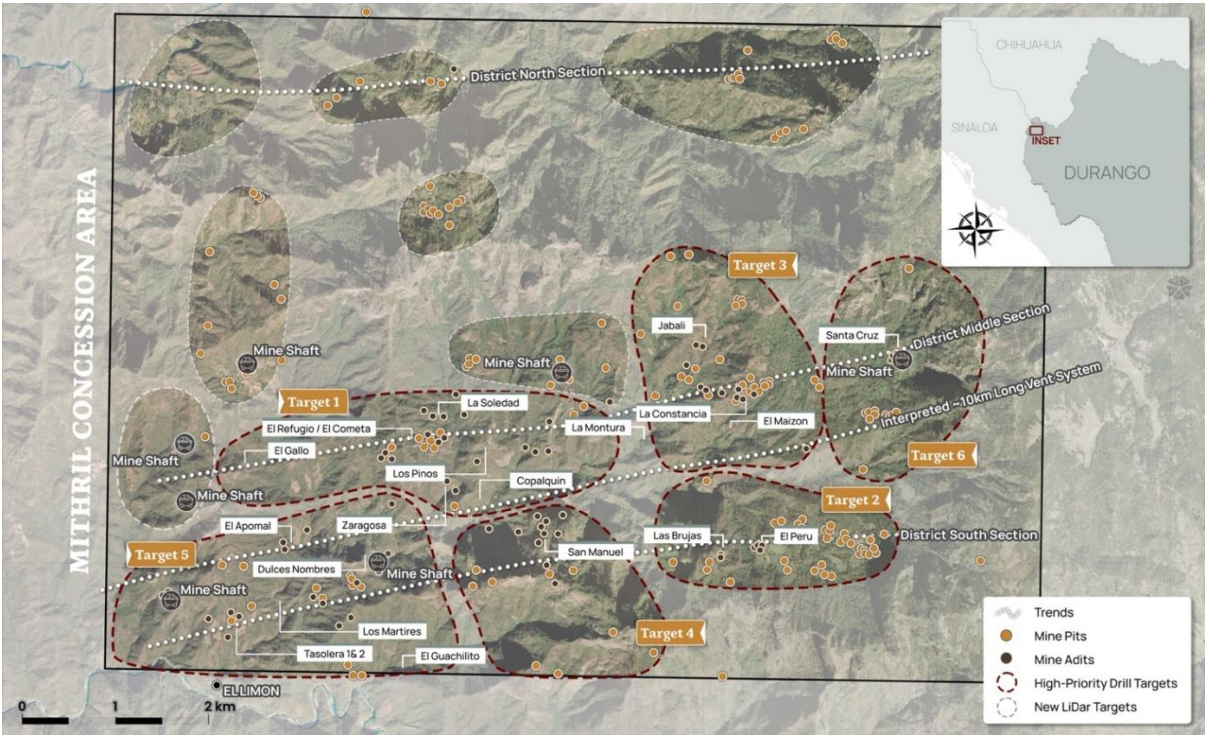 CHIHUAHUA
SINALOA
INSET
DURANGO
MITHRIL CONCESSION AREA
District North Section
Target 3
Jabali
Santa Cruz
District Middle Section
Mine Shaft
Mine Shaft
Mine Shaft
Target 1
La Soledad
La Constancia
El Maizon
Interpreted ~10km Long Vent System
El Refugio / El Cometa
La Montura
El Gallo
Mine Shaft
Los Pinos
Copalquin
Target 6
Mine Shaft
Target 2
El Apomal
Zaragosa
Las Brujas
El Peru
District South Section
Target 5
San Manuel
Dulces Nombres
Mine Shaft
Mine Shaft
Los Martires
Target 4
Tasolera 1& 2
El Guachilito
ELLIMON
0
1
2 km
Trends
Mine Pits
Mine Adits
High-Priority Drill Targets
New LiDar Targets